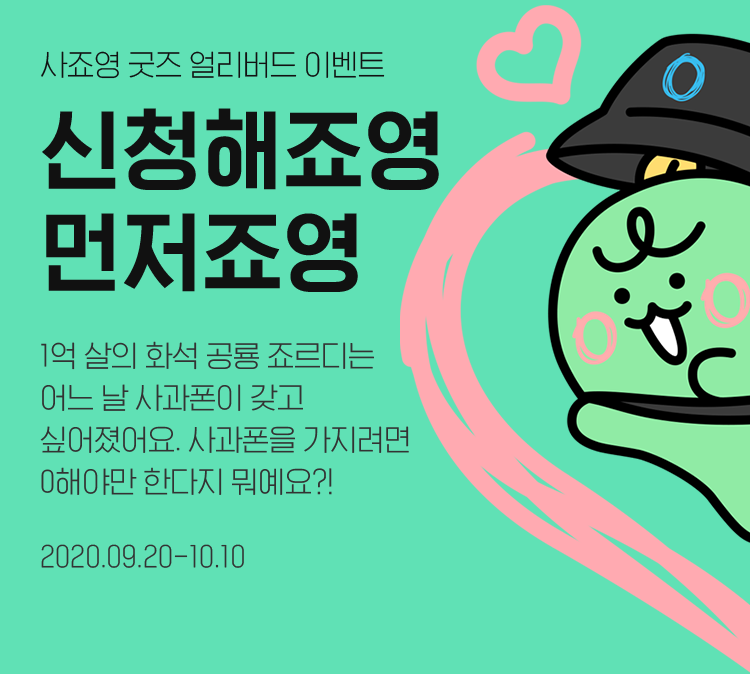 사죠영 굿즈 얼리버드 이벤트
신청해죠영
먼저죠영
1억 살의 화석 공룡 죠르디는
어느 날 사과폰이 갖고
싶어졌어요. 사과폰을 가지려면
0해야만 한다지 뭐예요?!
2020.09.20-10.10